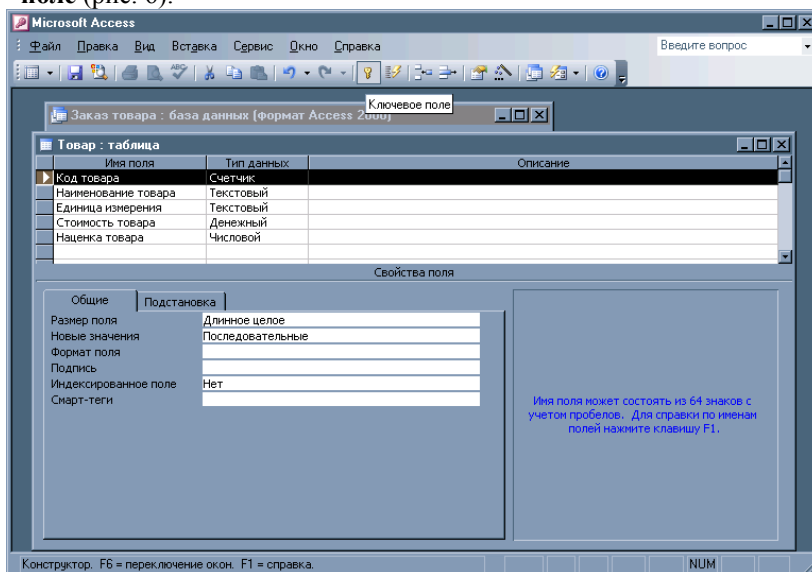 поле (рис. 6).
Microsoft Access
Файл Правка Вид Вставка Сервис Окно Справка Введите вопрос
Ключевое поле
Заказ товара : база данных (формат Access 2000)
Товар : таблица
Имя поля Тип данных Описание
Код товара Счетчик
Наименование товара Текстовый
Единица измерения Текстовый
Стоимость товара Денежный
Наценка товара Числовой
Свойства поля
Общие Подстановка
Размер поля Длинное целое
Новые значения Последовательные
Формат поля
Подпись
Индексированное поле Нет
Смарт-теги
Имя поля может состоять из 64 знаков с
учетом пробелов. Для справки по именам
полей нажмите клавишу F1.
Конструктор. F6 = переключение окон. F1 = справка. NUM